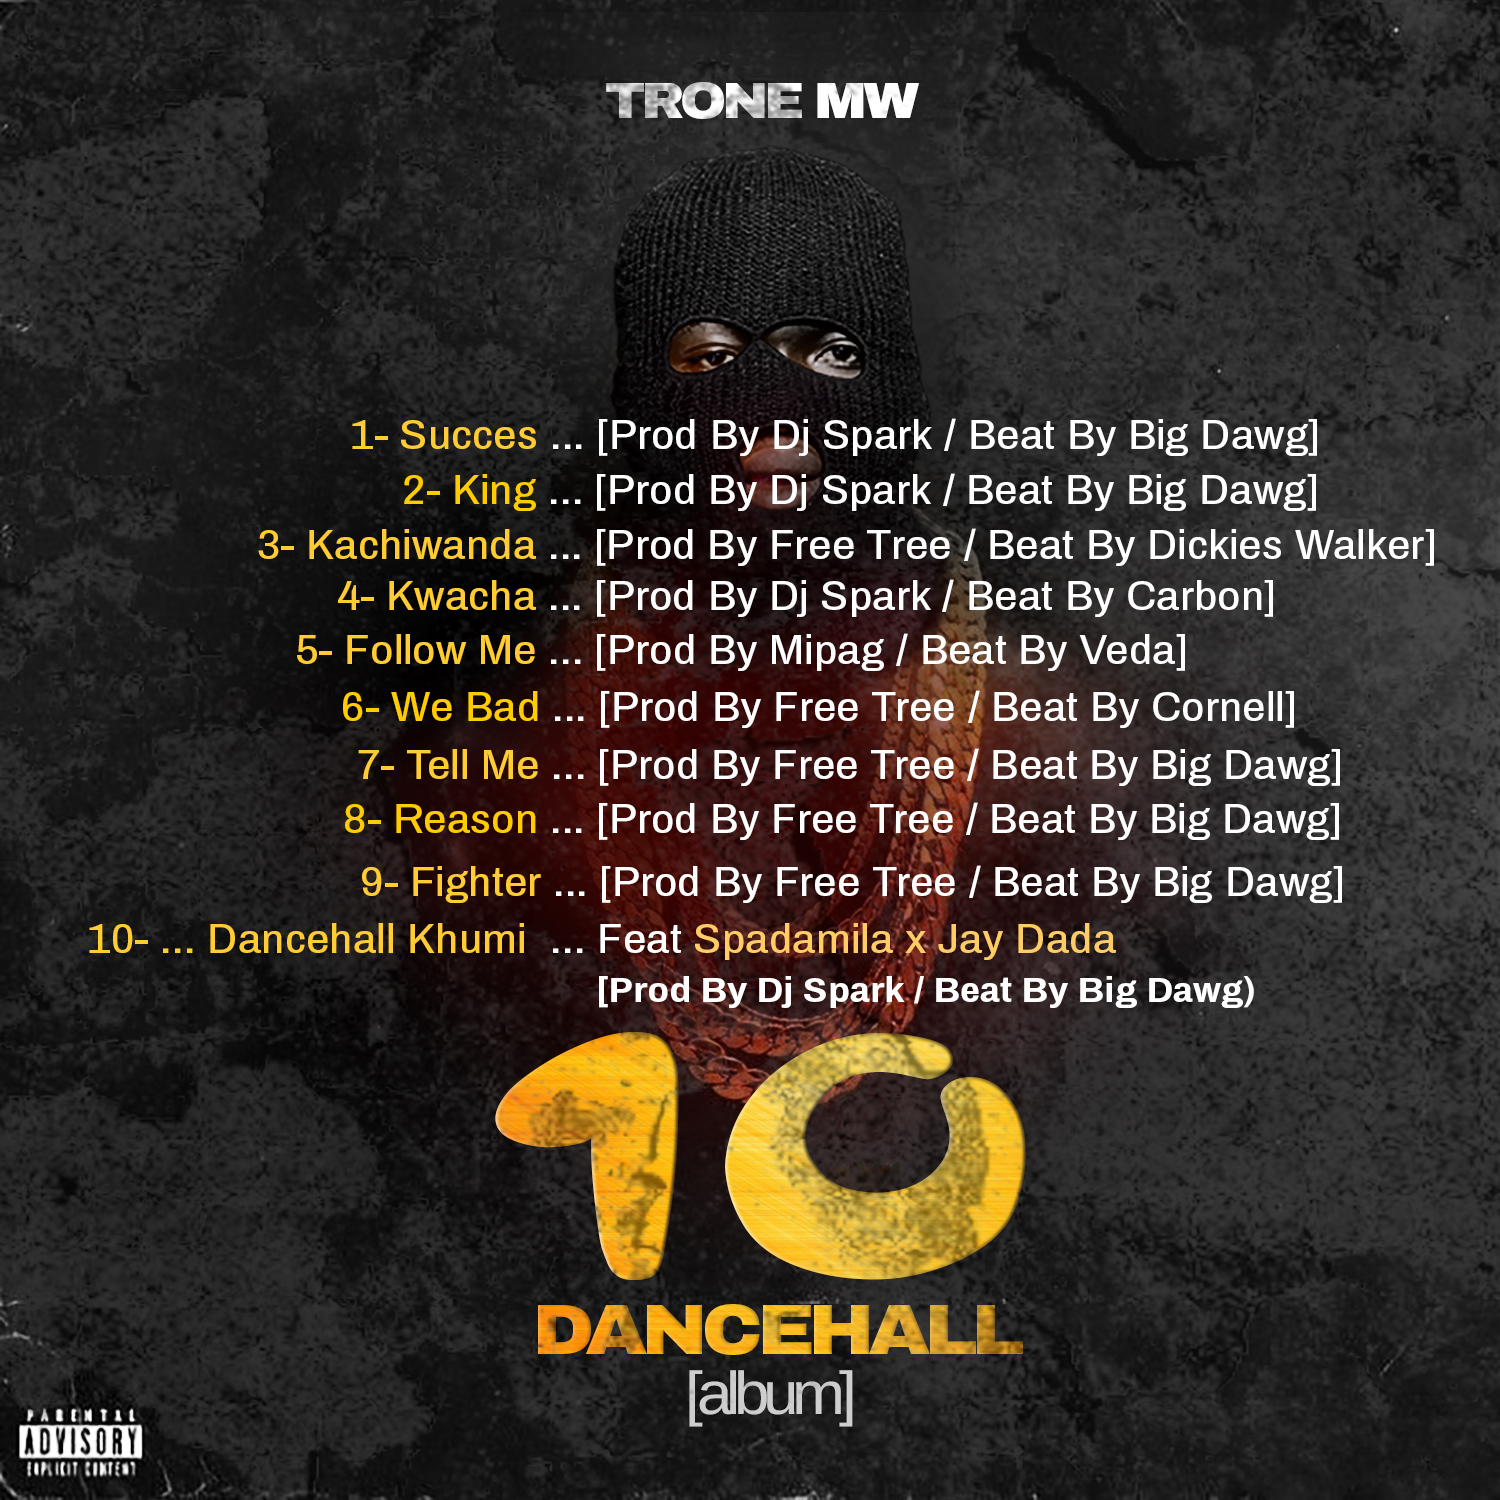 TRONE MW
1- Succes ... [Prod By Dj Spark / Beat By Big Dawg]
2- King ... [Prod By Dj Spark / Beat By Big Dawg]
3- Kachiwanda ... [Prod By Free Tree / Beat By Dickies Walker]
4- Kwacha ... [Prod By Dj Spark / Beat By Carbon]
5- Follow Me ... [Prod By Mipag / Beat By Veda]
6- We Bad ... [Prod By Free Tree / Beat By Cornell]
7- Tell Me ... [Prod By Free Tree / Beat By Big Dawg]
8- Reason ... [Prod By Free Tree / Beat By Big Dawg]
9- Fighter ... [Prod By Free Tree / Beat By Big Dawg]
10- ... Dancehall Khumi ... Feat Spadamila x Jay Dada
[Prod By Dj Spark / Beat By Big Dawg)
10
DANCEHALL
[album]
PARENTAL
ADVISORY
EXPLICIT CONTENT